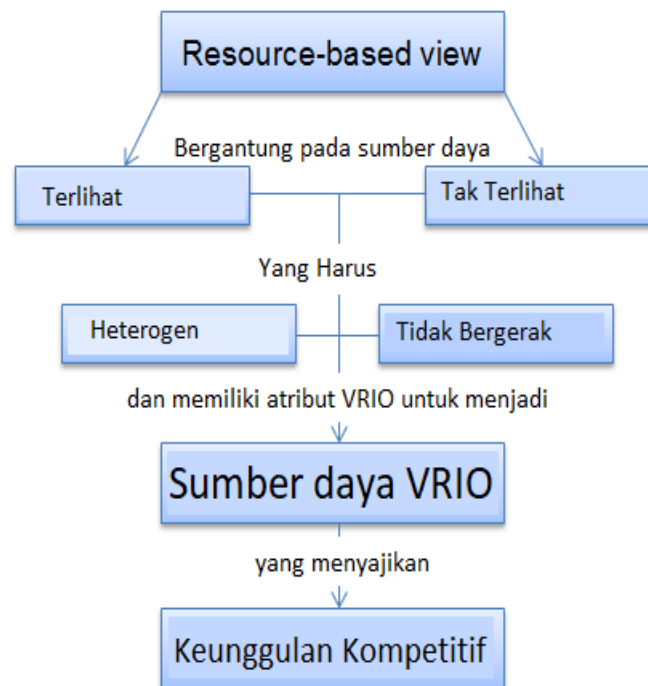 Resource-based view
Bergantung pada sumber daya
Terlihat
Tak Terlihat
Yang Harus
Heterogen
Tidak Bergerak
dan memiliki atribut VRIO untuk menjadi
Sumber daya VRIO
yang menyajikan
Keunggulan Kompetitif